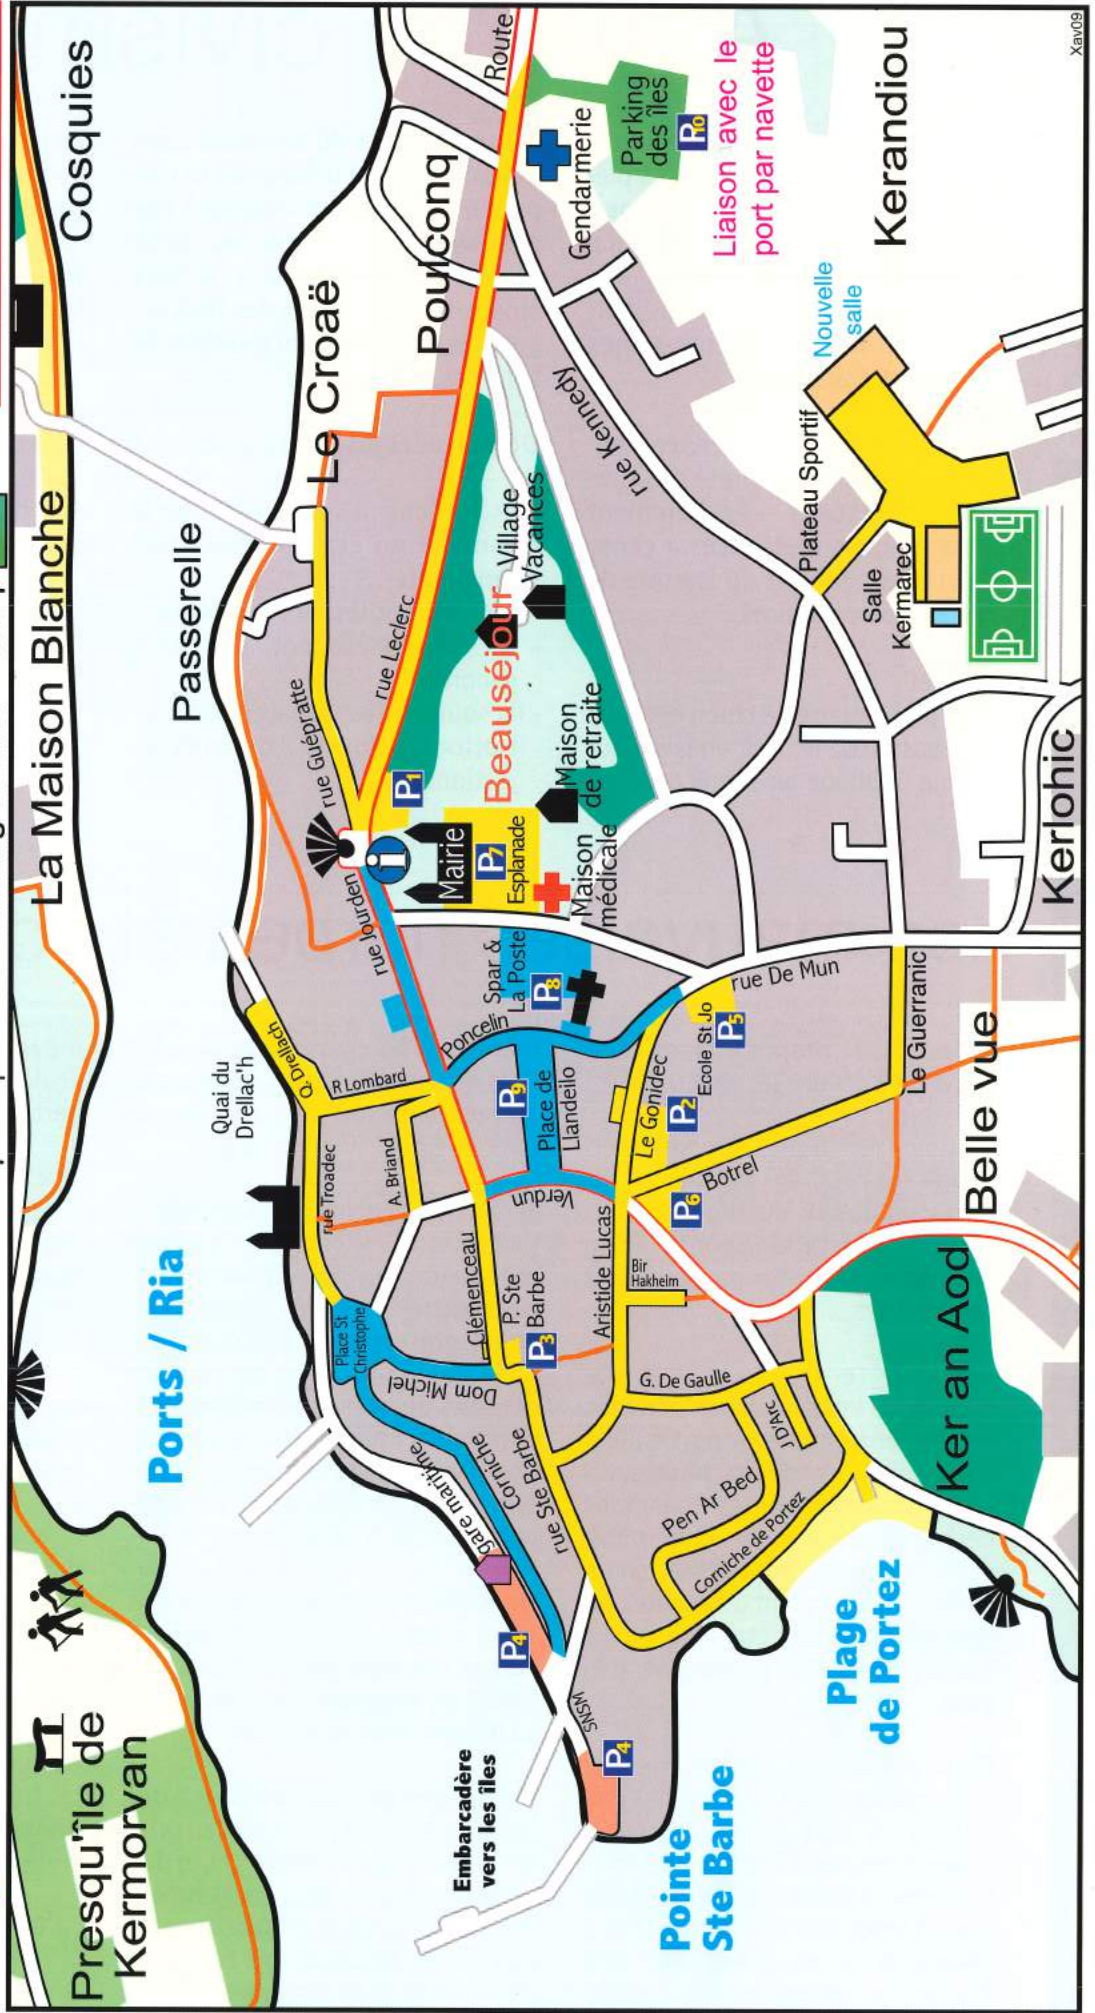 Presqu'île de
Kermorvan
La Maison Blanche
Cosquies
Ports / Ria
Passerelle
Le Croaë
Quai du
Drellac'h
Q. Drellach
R Lombard
rue Troadec
A. Briand
rue Jourden
rue Guépratte
rue Leclerc
Poulconq
Route
Place St
Christophe
Dom Michel
Clémenceau
Corniche
gare maritime
rue Ste Barbe
P. Ste
Barbe
P3
P4
P4
SNSM
Embarcadère
vers les îles
Pointe
Ste Barbe
Verdun
Place de
Llandeilo
P9
Poncelin
Spar &
La Poste
P8
i
Mairie
P1
P7
Esplanade
Maison
médicale
Maison
de retraite
Beauséjour
Village
Vacances
rue Kennedy
Gendarmerie
Parking
des îles
P10
Liaison avec le
port par navette
Kerandiou
Nouvelle
salle
Plateau Sportif
Salle
Kermarec
Aristide Lucas
Bir
Hakheim
G. De Gaulle
JD'Arc
Pen Ar Bed
Corniche de Portez
Plage
de Portez
Le Gonidec
P2
Ecole St Jo
P5
P6
Botrel
rue De Mun
Le Guerranic
Belle vue
Kerlohic
Ker an Aod
Xav09